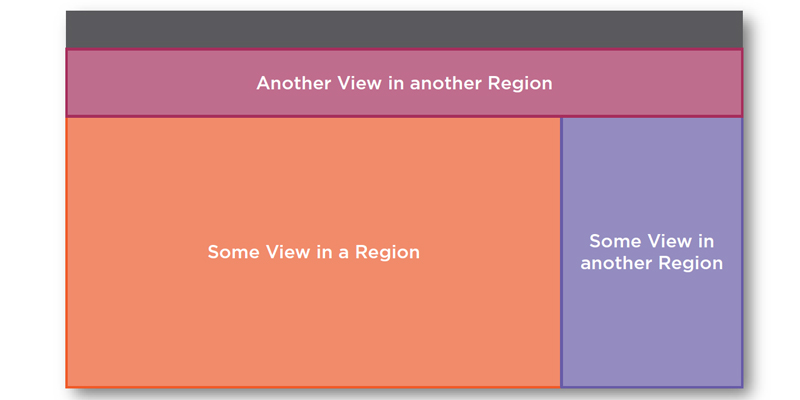 Another View in another Region
Some View in a Region
Some View in
another Region